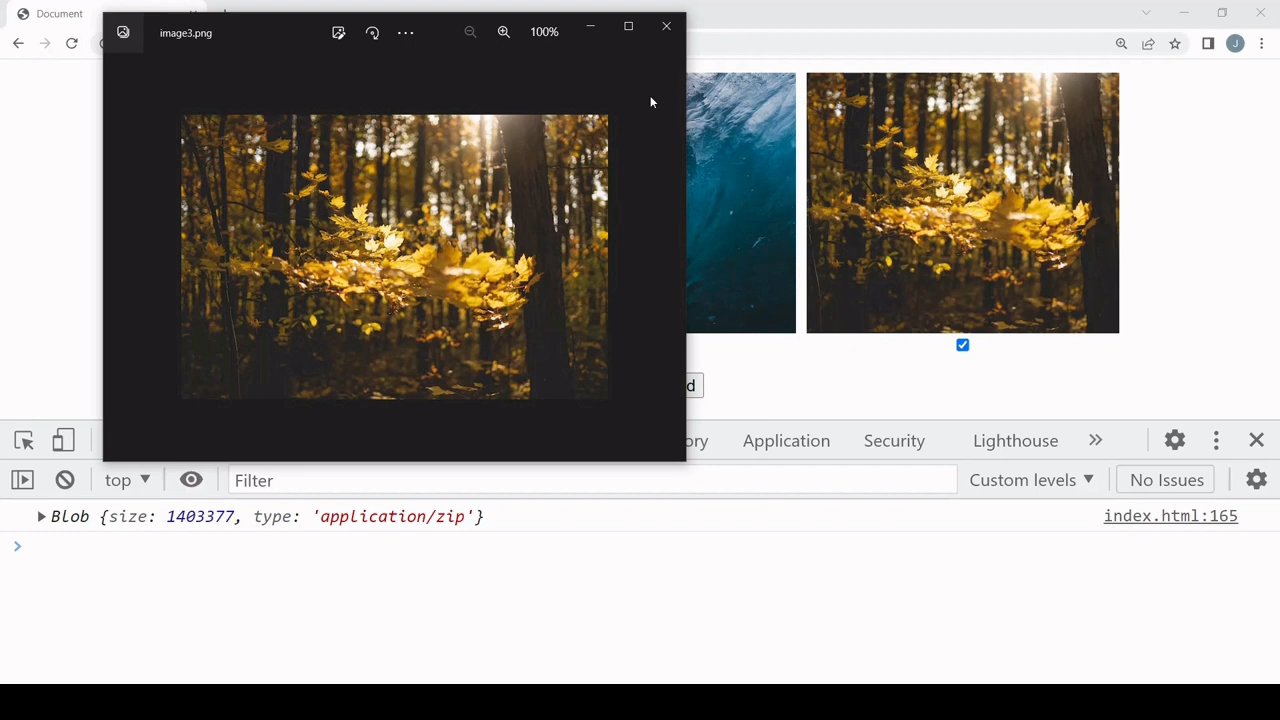 Document
image3.png
100%
J
d
ory
Application
Security
Lighthouse
top
Filter
Custom levels
No Issues
Blob {size: 1403377, type: 'application/zip'}
index.html:165